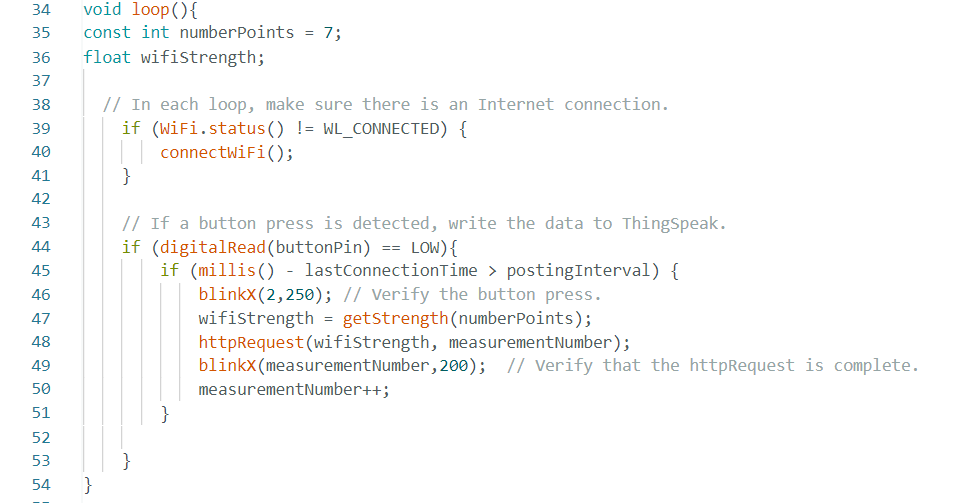 34 void loop(){
35 const int numberPoints = 7;
36 float wifiStrength;
37
38 // In each loop, make sure there is an Internet connection.
39 if (WiFi.status() != WL_CONNECTED) {
40 connectWiFi();
41 }
42
43 // If a button press is detected, write the data to ThingSpeak.
44 if (digitalRead(buttonPin) == LOW){
45 if (millis() - lastConnectionTime > postingInterval) {
46 blinkX(2,250); // Verify the button press.
47 wifiStrength = getStrength(numberPoints);
48 httpRequest(wifiStrength, measurementNumber);
49 blinkX(measurementNumber,200);  // Verify that the httpRequest is complete.
50 measurementNumber++;
51 }
52
53 }
54 }